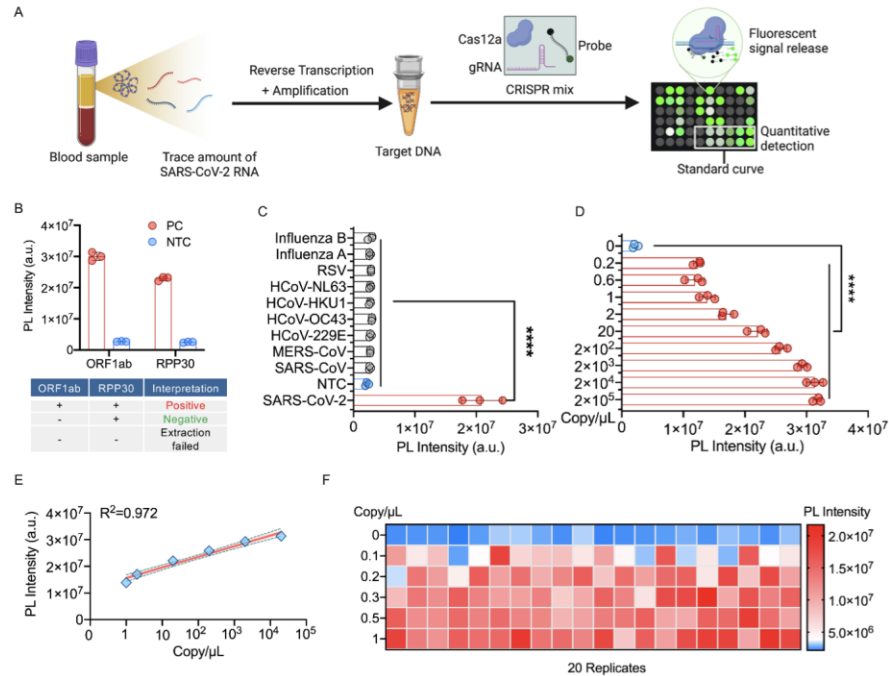 A
Blood sample
Trace amount of
SARS-CoV-2 RNA
Reverse Transcription
+ Amplification
Target DNA
Cas12a
gRNA
Probe
CRISPR mix
Fluorescent
signal release
Quantitative
detection
Standard curve
B
PC
NTC
PL Intensity (a.u.)
4×10⁷
3×10⁷
2×10⁷
1×10⁷
0
ORF1ab RPP30
ORF1ab RPP30 Interpretation
+ + Positive
- + Negative
- - Extraction
failed
C
Influenza B
Influenza A
RSV
HCoV-NL63
HCoV-HKU1
HCoV-OC43
HCoV-229E
MERS-CoV
SARS-CoV
NTC
SARS-CoV-2
****
0 1×10⁷ 2×10⁷ 3×10⁷
PL Intensity (a.u.)
D
0
0.2
0.6
1
2
20
2×10²
2×10³
2×10⁴
2×10⁵
Copy/μL
****
0 1×10⁷ 2×10⁷ 3×10⁷ 4×10⁷
PL Intensity (a.u.)
E
R²=0.972
PL Intensity (a.u.)
4×10⁷
3×10⁷
2×10⁷
1×10⁷
0
0 1 10¹ 10² 10³ 10⁴ 10⁵
Copy/μL
F
Copy/μL
0
0.1
0.2
0.3
0.5
1
20 Replicates
PL Intensity
2.0×10⁷
1.5×10⁷
1.0×10⁷
5.0×10⁶